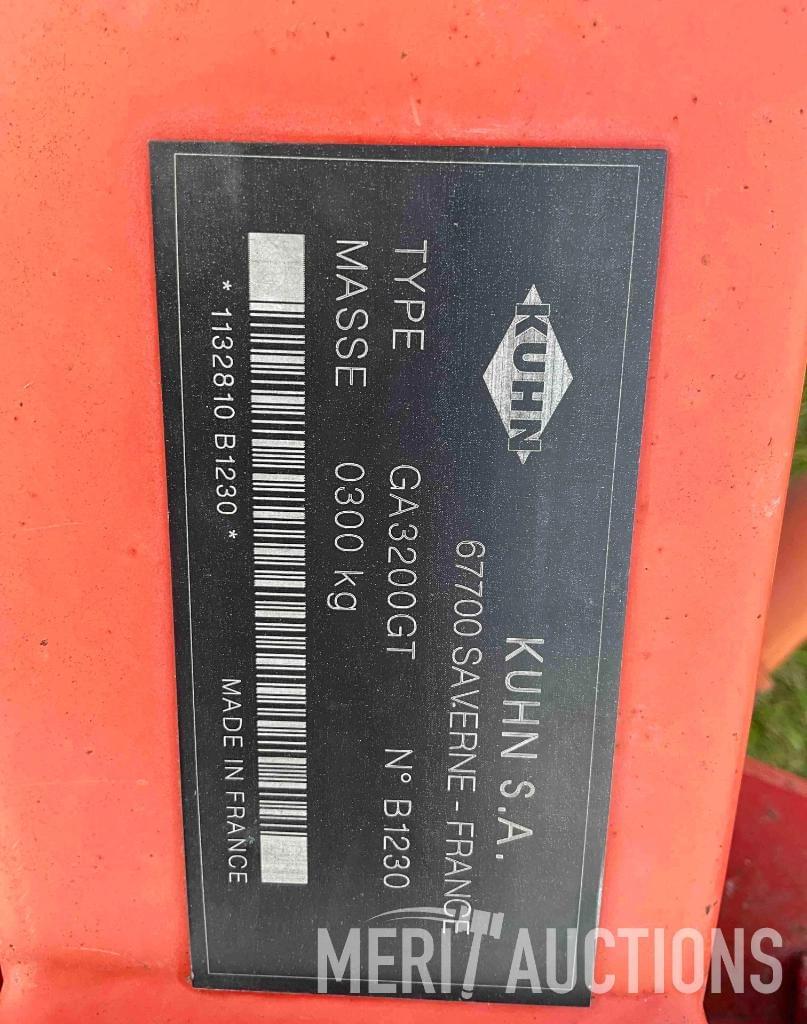 KUHN
KUHN S.A.
67700 SAVERNE - FRANCE
TYPE GA3200GT N° B1230
MASSE 0300 kg
* 1132810 B1230 * MADE IN FRANCE
MERIT AUCTIONS